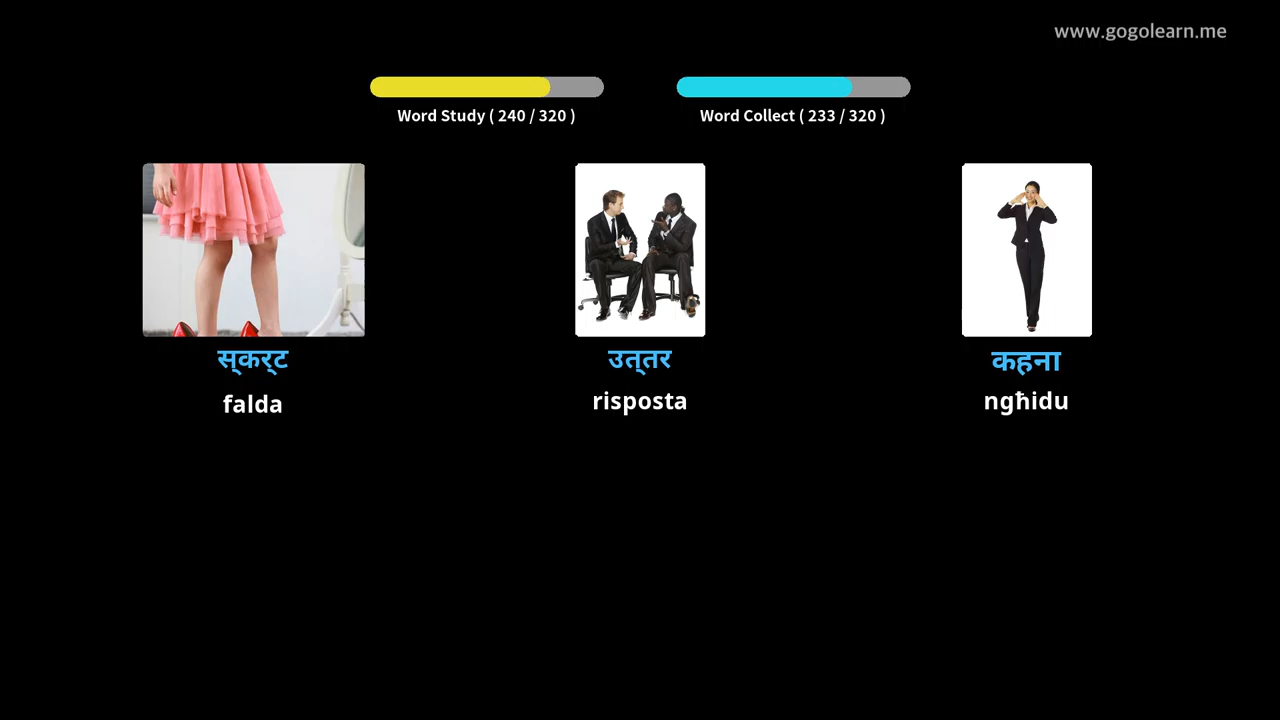 www.gogolearn.me
Word Study ( 240 / 320 )
Word Collect ( 233 / 320 )
स्कर्ट
उत्तर
कहना
falda
risposta
ngħidu